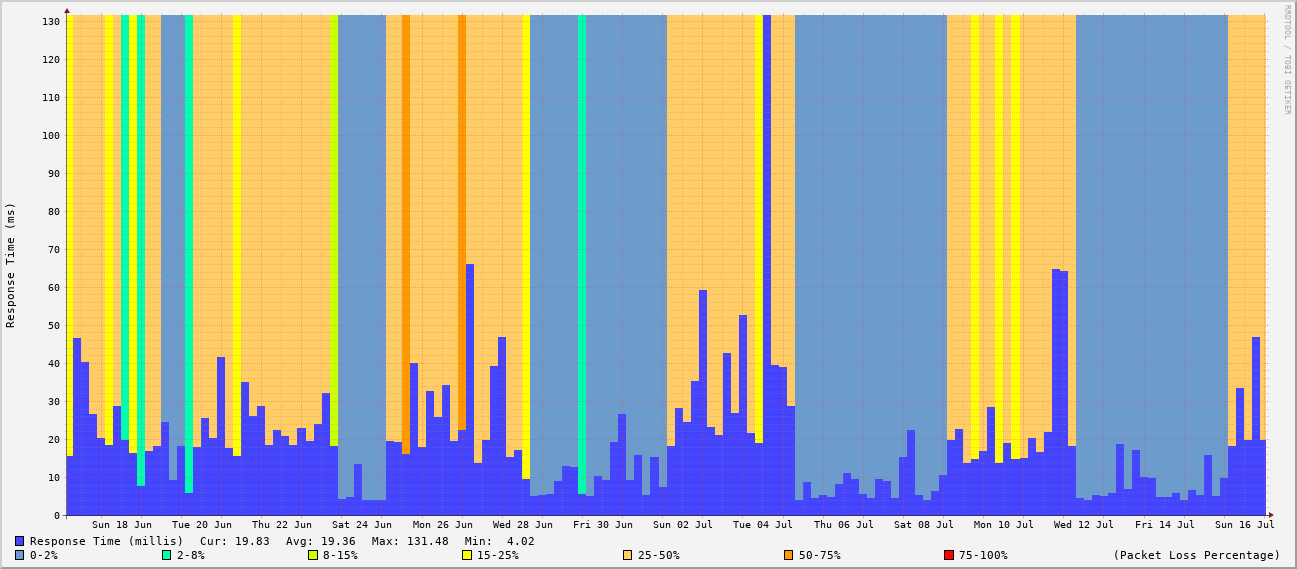 RRDTOOL / TOBI OETIKER
Response Time (ms)
130
120
110
100
90
80
70
60
50
40
30
20
10
0
Sun 18 Jun Tue 20 Jun Thu 22 Jun Sat 24 Jun Mon 26 Jun Wed 28 Jun Fri 30 Jun Sun 02 Jul Tue 04 Jul Thu 06 Jul Sat 08 Jul Mon 10 Jul Wed 12 Jul Fri 14 Jul Sun 16 Jul
Response Time (millis) Cur: 19.83 Avg: 19.36 Max: 131.48 Min: 4.02
0-2% 2-8% 8-15% 15-25% 25-50% 50-75% 75-100% (Packet Loss Percentage)